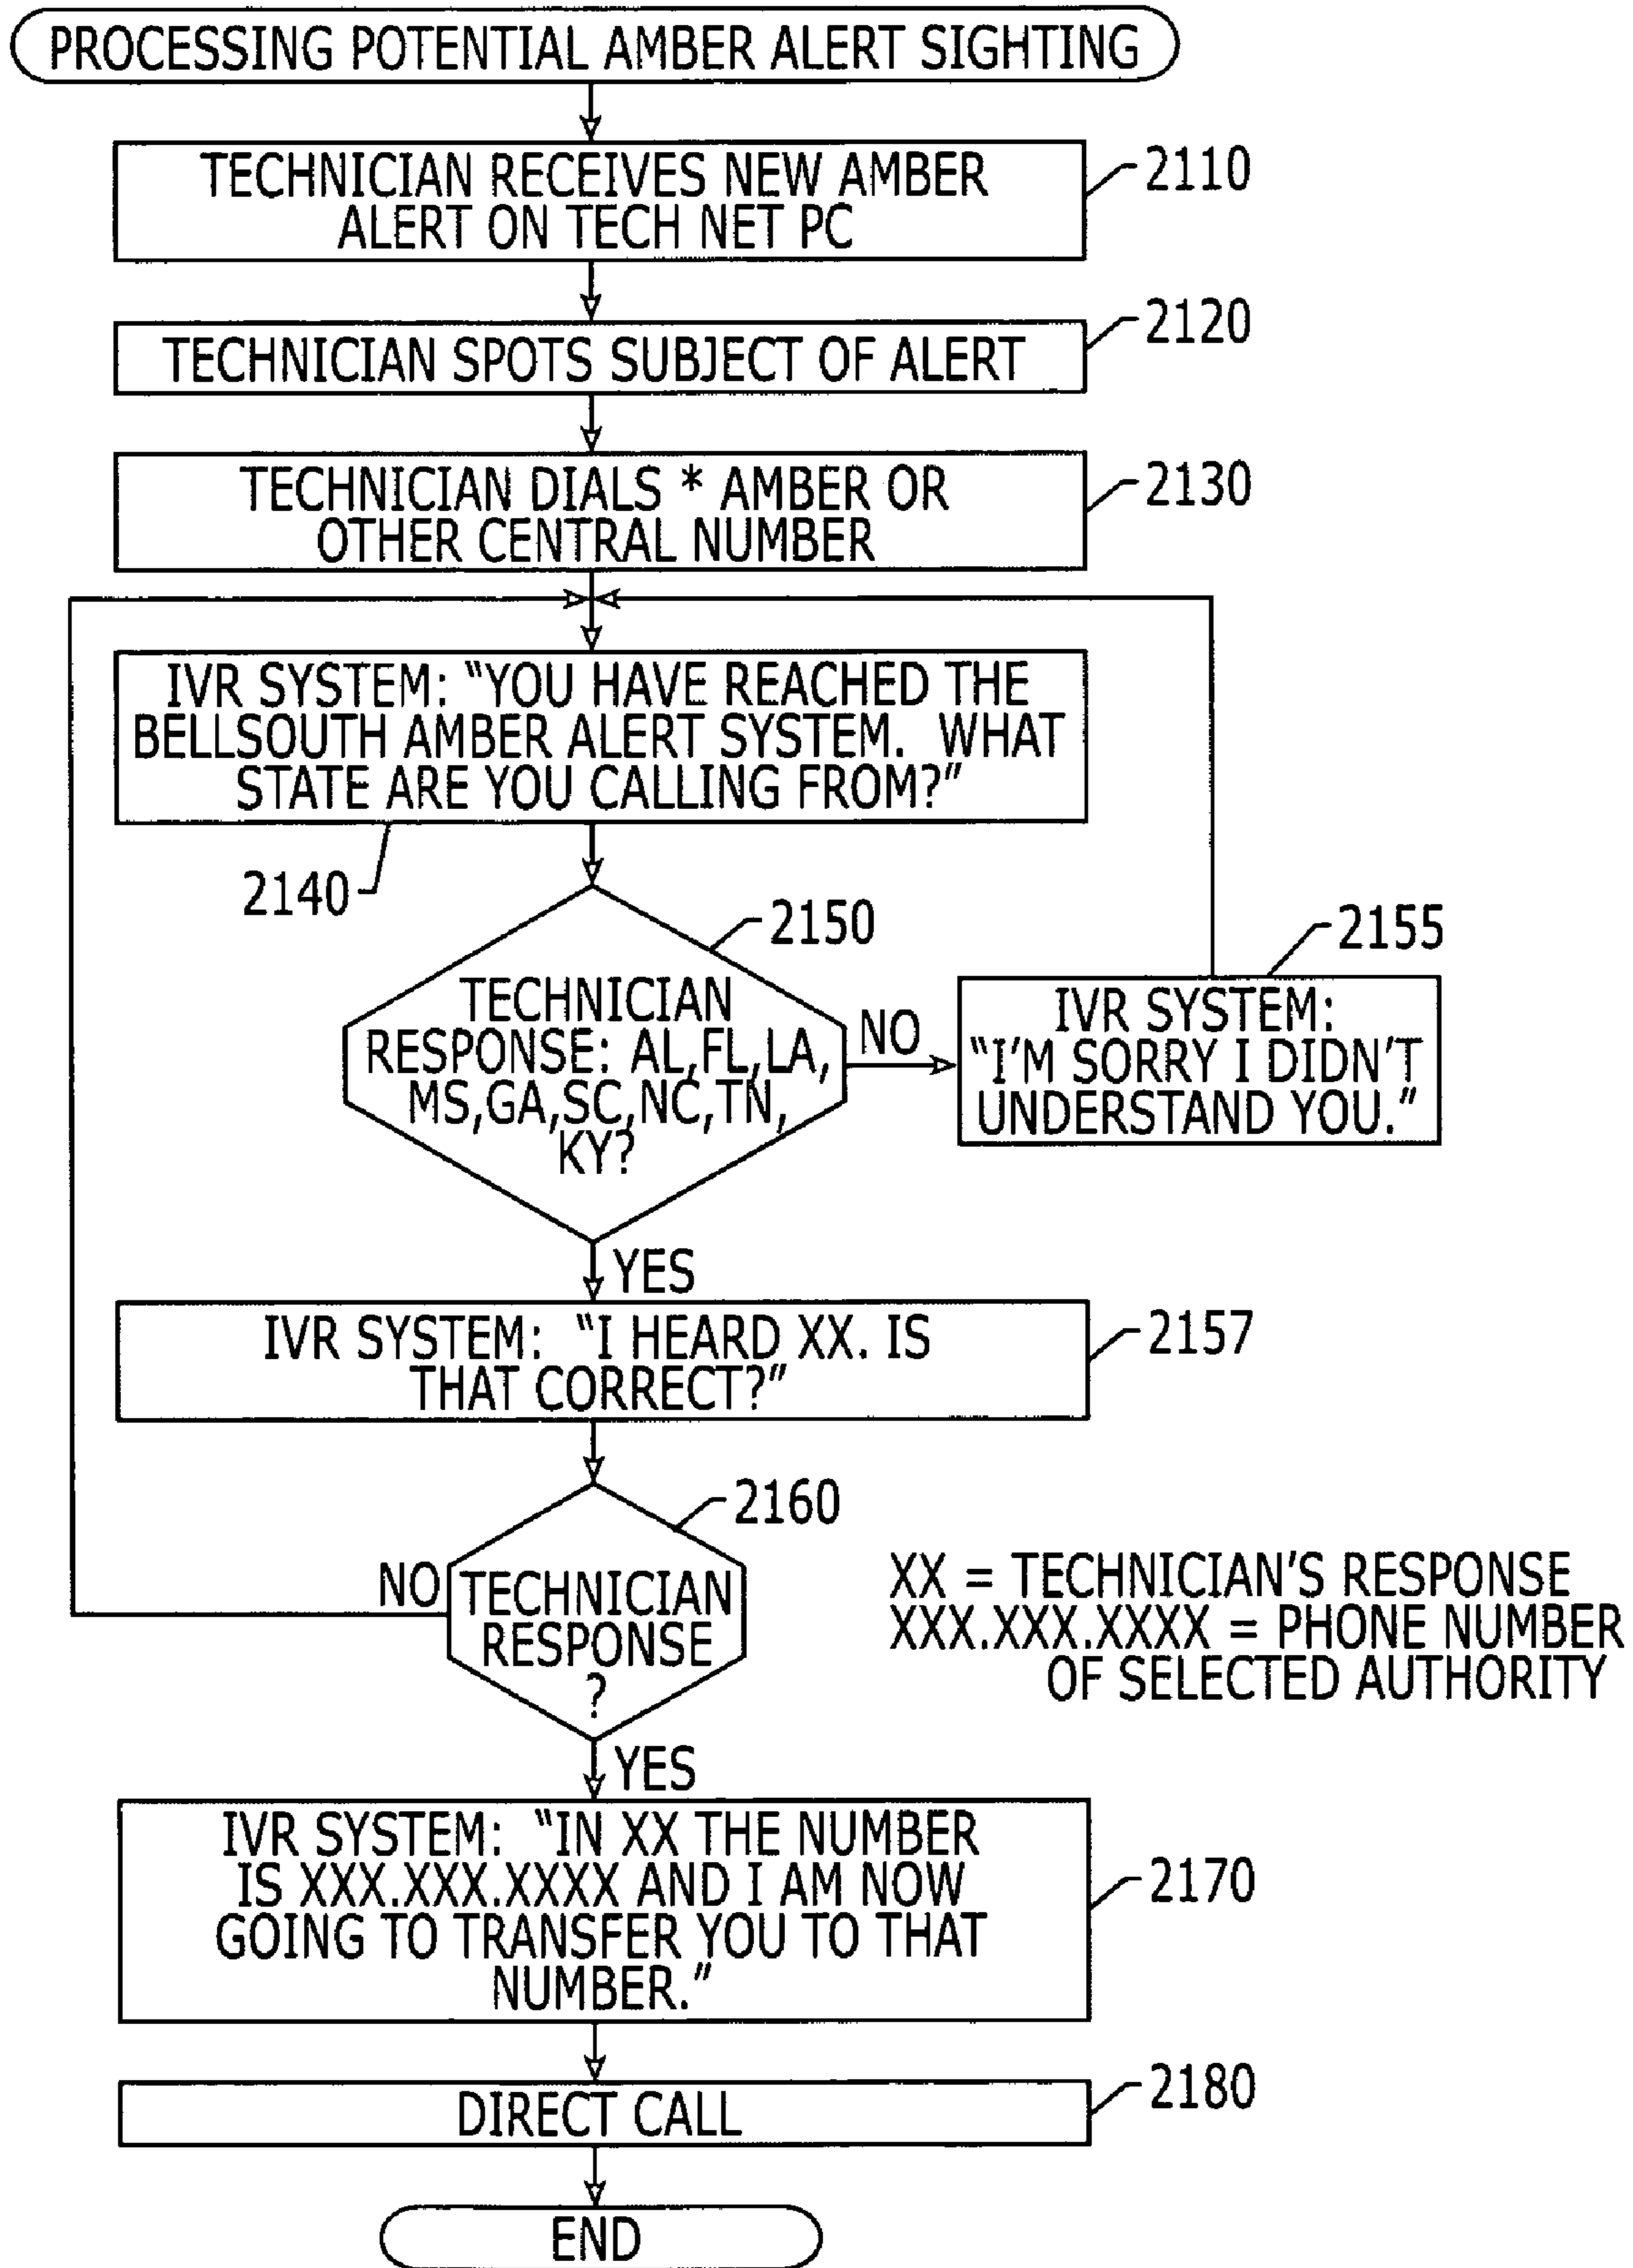 PROCESSING POTENTIAL AMBER ALERT SIGHTING
TECHNICIAN RECEIVES NEW AMBER
ALERT ON TECH NET PC
2110
TECHNICIAN SPOTS SUBJECT OF ALERT
2120
TECHNICIAN DIALS * AMBER OR
OTHER CENTRAL NUMBER
2130
IVR SYSTEM: "YOU HAVE REACHED THE
BELLSOUTH AMBER ALERT SYSTEM. WHAT
STATE ARE YOU CALLING FROM?"
2140
2150
TECHNICIAN
RESPONSE: AL,FL,LA,
MS,GA,SC,NC,TN,
KY?
NO
2155
IVR SYSTEM:
"I'M SORRY I DIDN'T
UNDERSTAND YOU."
YES
IVR SYSTEM: "I HEARD XX. IS
THAT CORRECT?"
2157
2160
NO
TECHNICIAN
RESPONSE
?
XX = TECHNICIAN'S RESPONSE
XXX.XXX.XXXX = PHONE NUMBER
OF SELECTED AUTHORITY
YES
IVR SYSTEM: "IN XX THE NUMBER
IS XXX.XXX.XXXX AND I AM NOW
GOING TO TRANSFER YOU TO THAT
NUMBER."
2170
DIRECT CALL
2180
END